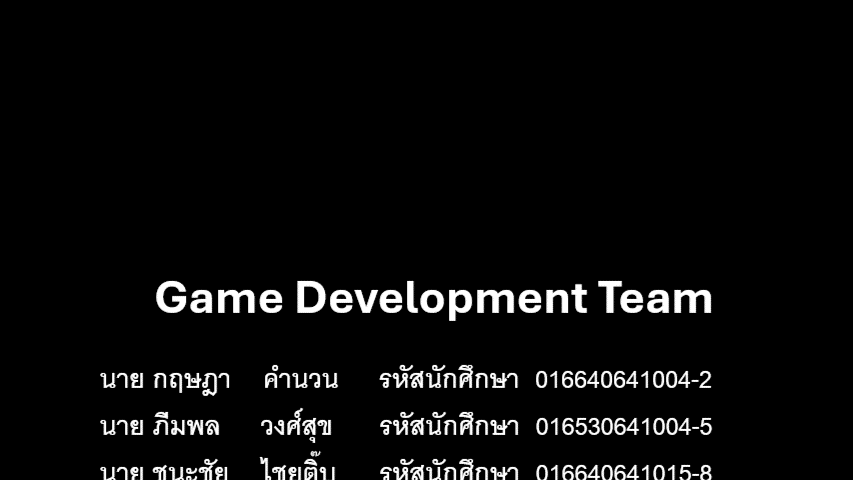 Game Development Team
นาย กฤษฎา คำนวน รหัสนักศึกษา 016640641004-2
นาย ภีมพล วงศ์สุข รหัสนักศึกษา 016530641004-5
นาย ชนะชัย ไชยติ๊บ รหัสนักศึกษา 016640641015-8